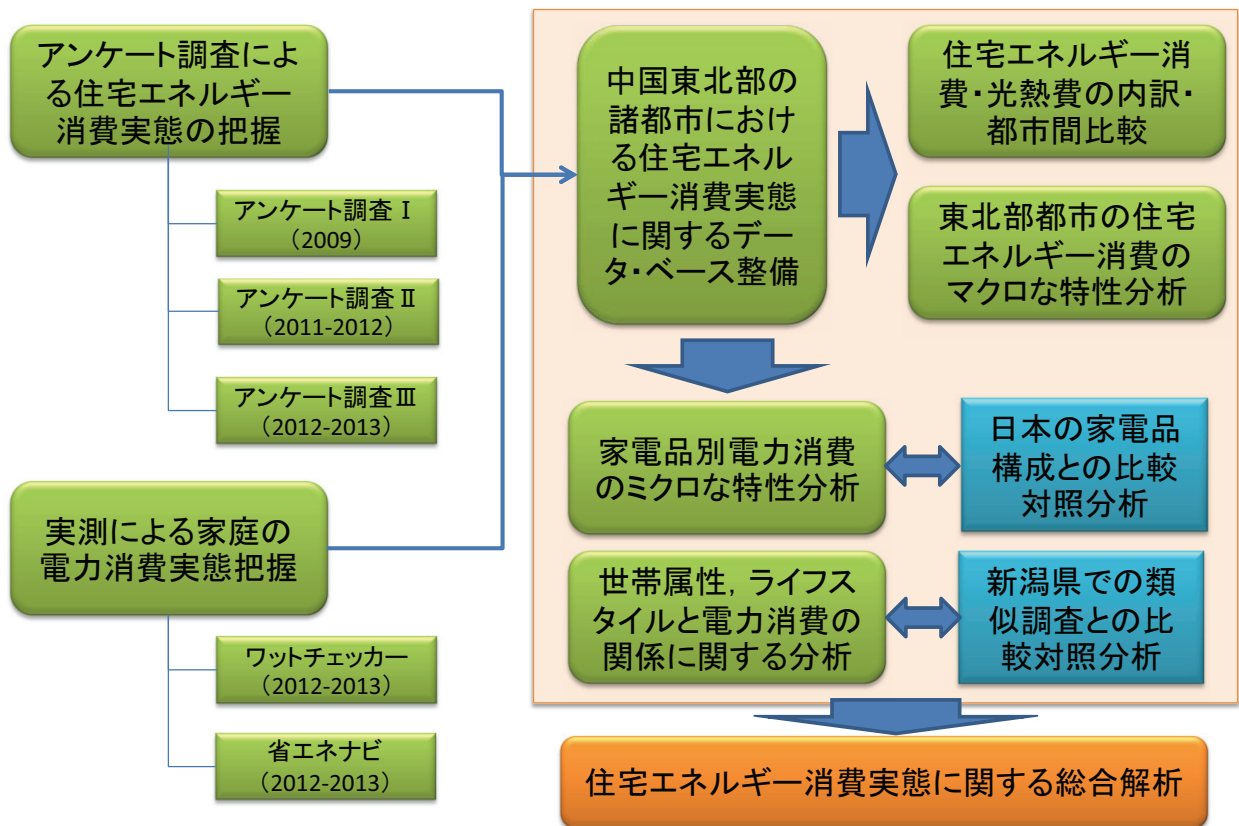 アンケート調査によ
る住宅エネルギー
消費実態の把握
アンケート調査Ⅰ
(2009)
アンケート調査Ⅱ
(2011-2012)
アンケート調査Ⅲ
(2012-2013)
実測による家庭の
電力消費実態把握
ワットチェッカー
(2012-2013)
省エネナビ
(2012-2013)
中国東北部の
諸都市におけ
る住宅エネル
ギー消費実態
に関するデー
タ・ベース整備
住宅エネルギー消
費・光熱費の内訳・
都市間比較
東北部都市の住宅
エネルギー消費の
マクロな特性分析
家電品別電力消費
のミクロな特性分析
日本の家電品
構成との比較
対照分析
世帯属性，ライフス
タイルと電力消費の
関係に関する分析
新潟県での類
似調査との比
較対照分析
住宅エネルギー消費実態に関する総合解析